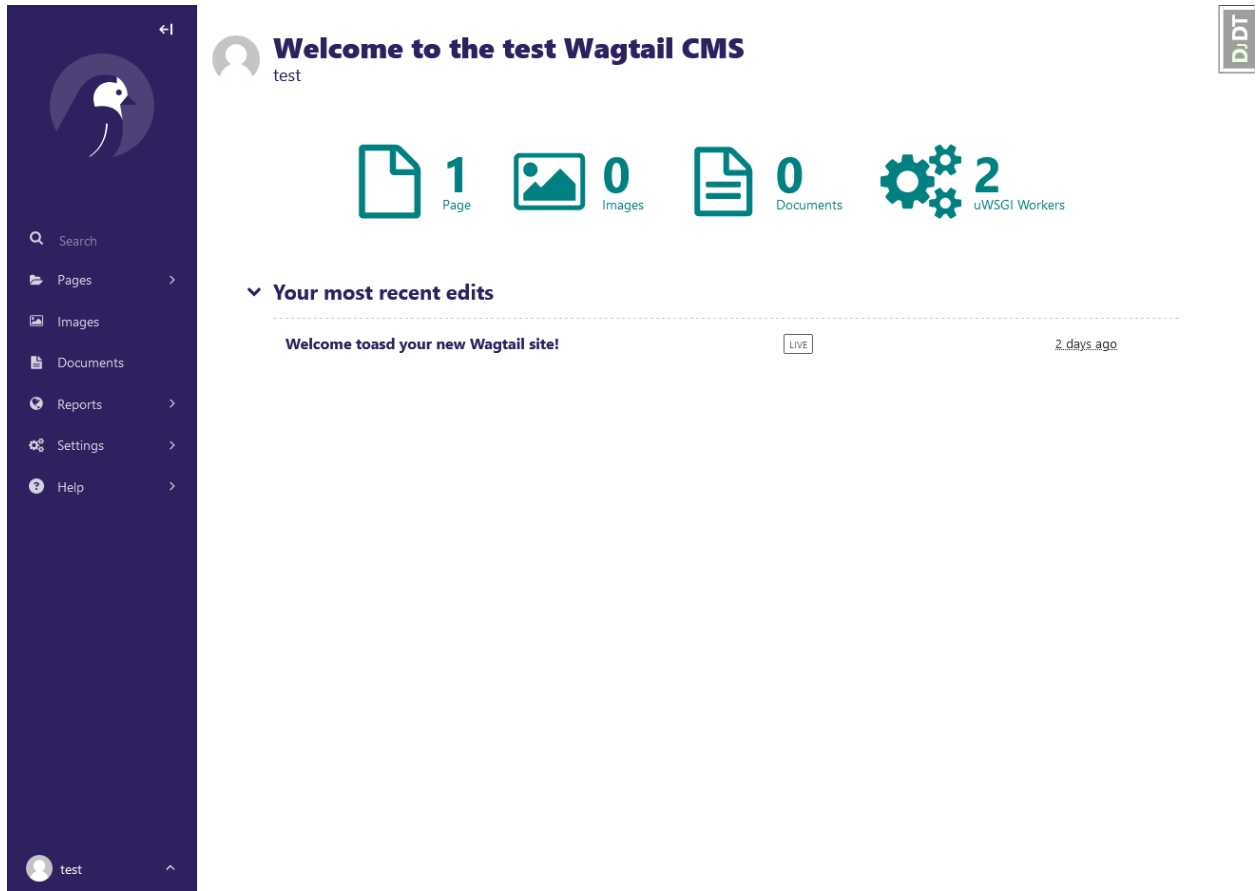 Welcome to the test Wagtail CMS
test
DJDT
1
Page
0
Images
0
Documents
2
uWSGI Workers
Search
Pages
Images
Documents
Reports
Settings
Help
Your most recent edits
Welcome toasd your new Wagtail site!
LIVE
2 days ago
test